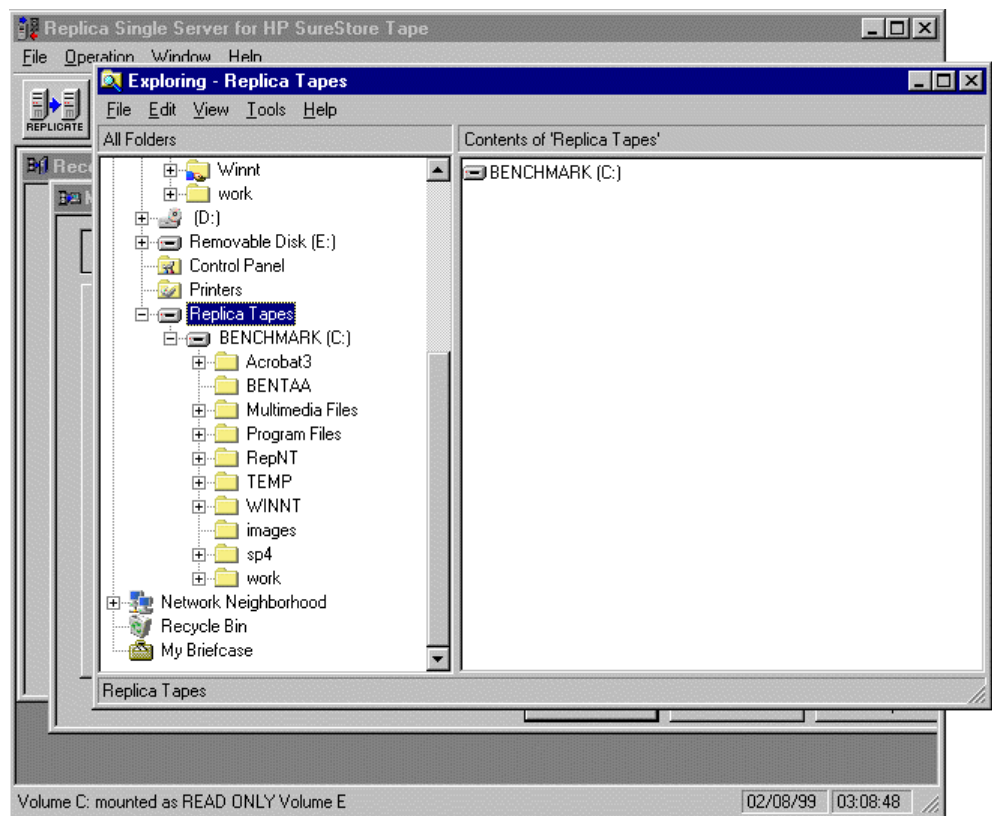 Replica Single Server for HP SureStore Tape
File Operation Window Help
Exploring - Replica Tapes
File Edit View Tools Help
REPLICATE
All Folders
Contents of 'Replica Tapes'
Rece
Winnt
BENCHMARK (C:)
work
(D:)
Removable Disk (E:)
Control Panel
Printers
Replica Tapes
BENCHMARK (C:)
Acrobat3
BENTAA
Multimedia Files
Program Files
RepNT
TEMP
WINNT
images
sp4
work
Network Neighborhood
Recycle Bin
My Briefcase
Replica Tapes
Volume C: mounted as READ ONLY Volume E
02/08/99
03:08:48